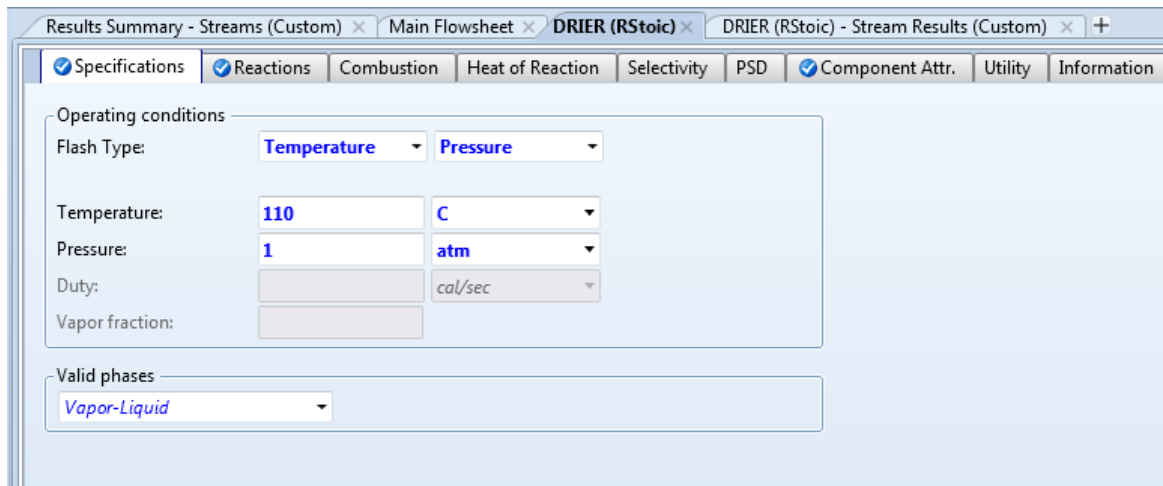 Results Summary - Streams (Custom) Main Flowsheet DRIER (RStoic) DRIER (RStoic) - Stream Results (Custom) +
Specifications Reactions Combustion Heat of Reaction Selectivity PSD Component Attr. Utility Information
Operating conditions
Flash Type: Temperature Pressure
Temperature: 110 C
Pressure: 1 atm
Duty: cal/sec
Vapor fraction:
Valid phases
Vapor-Liquid